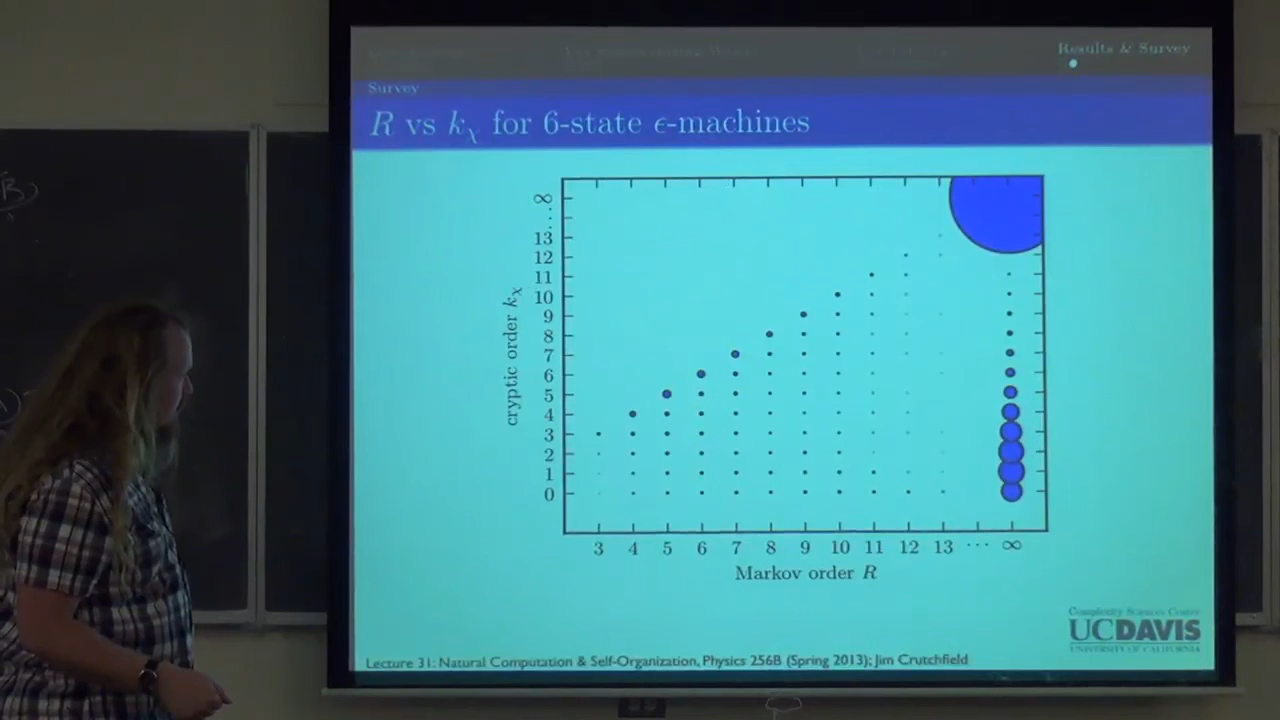 Results & Survey
Survey
R vs kχ for 6-state ϵ-machines
∞
13
12
11
10
9
8
7
6
5
4
3
2
1
0
cryptic order kχ
3 4 5 6 7 8 9 10 11 12 13 ··· ∞
Markov order R
Complexity Sciences Center
UCDAVIS
UNIVERSITY OF CALIFORNIA
Lecture 31: Natural Computation & Self-Organization, Physics 256B (Spring 2013); Jim Crutchfield